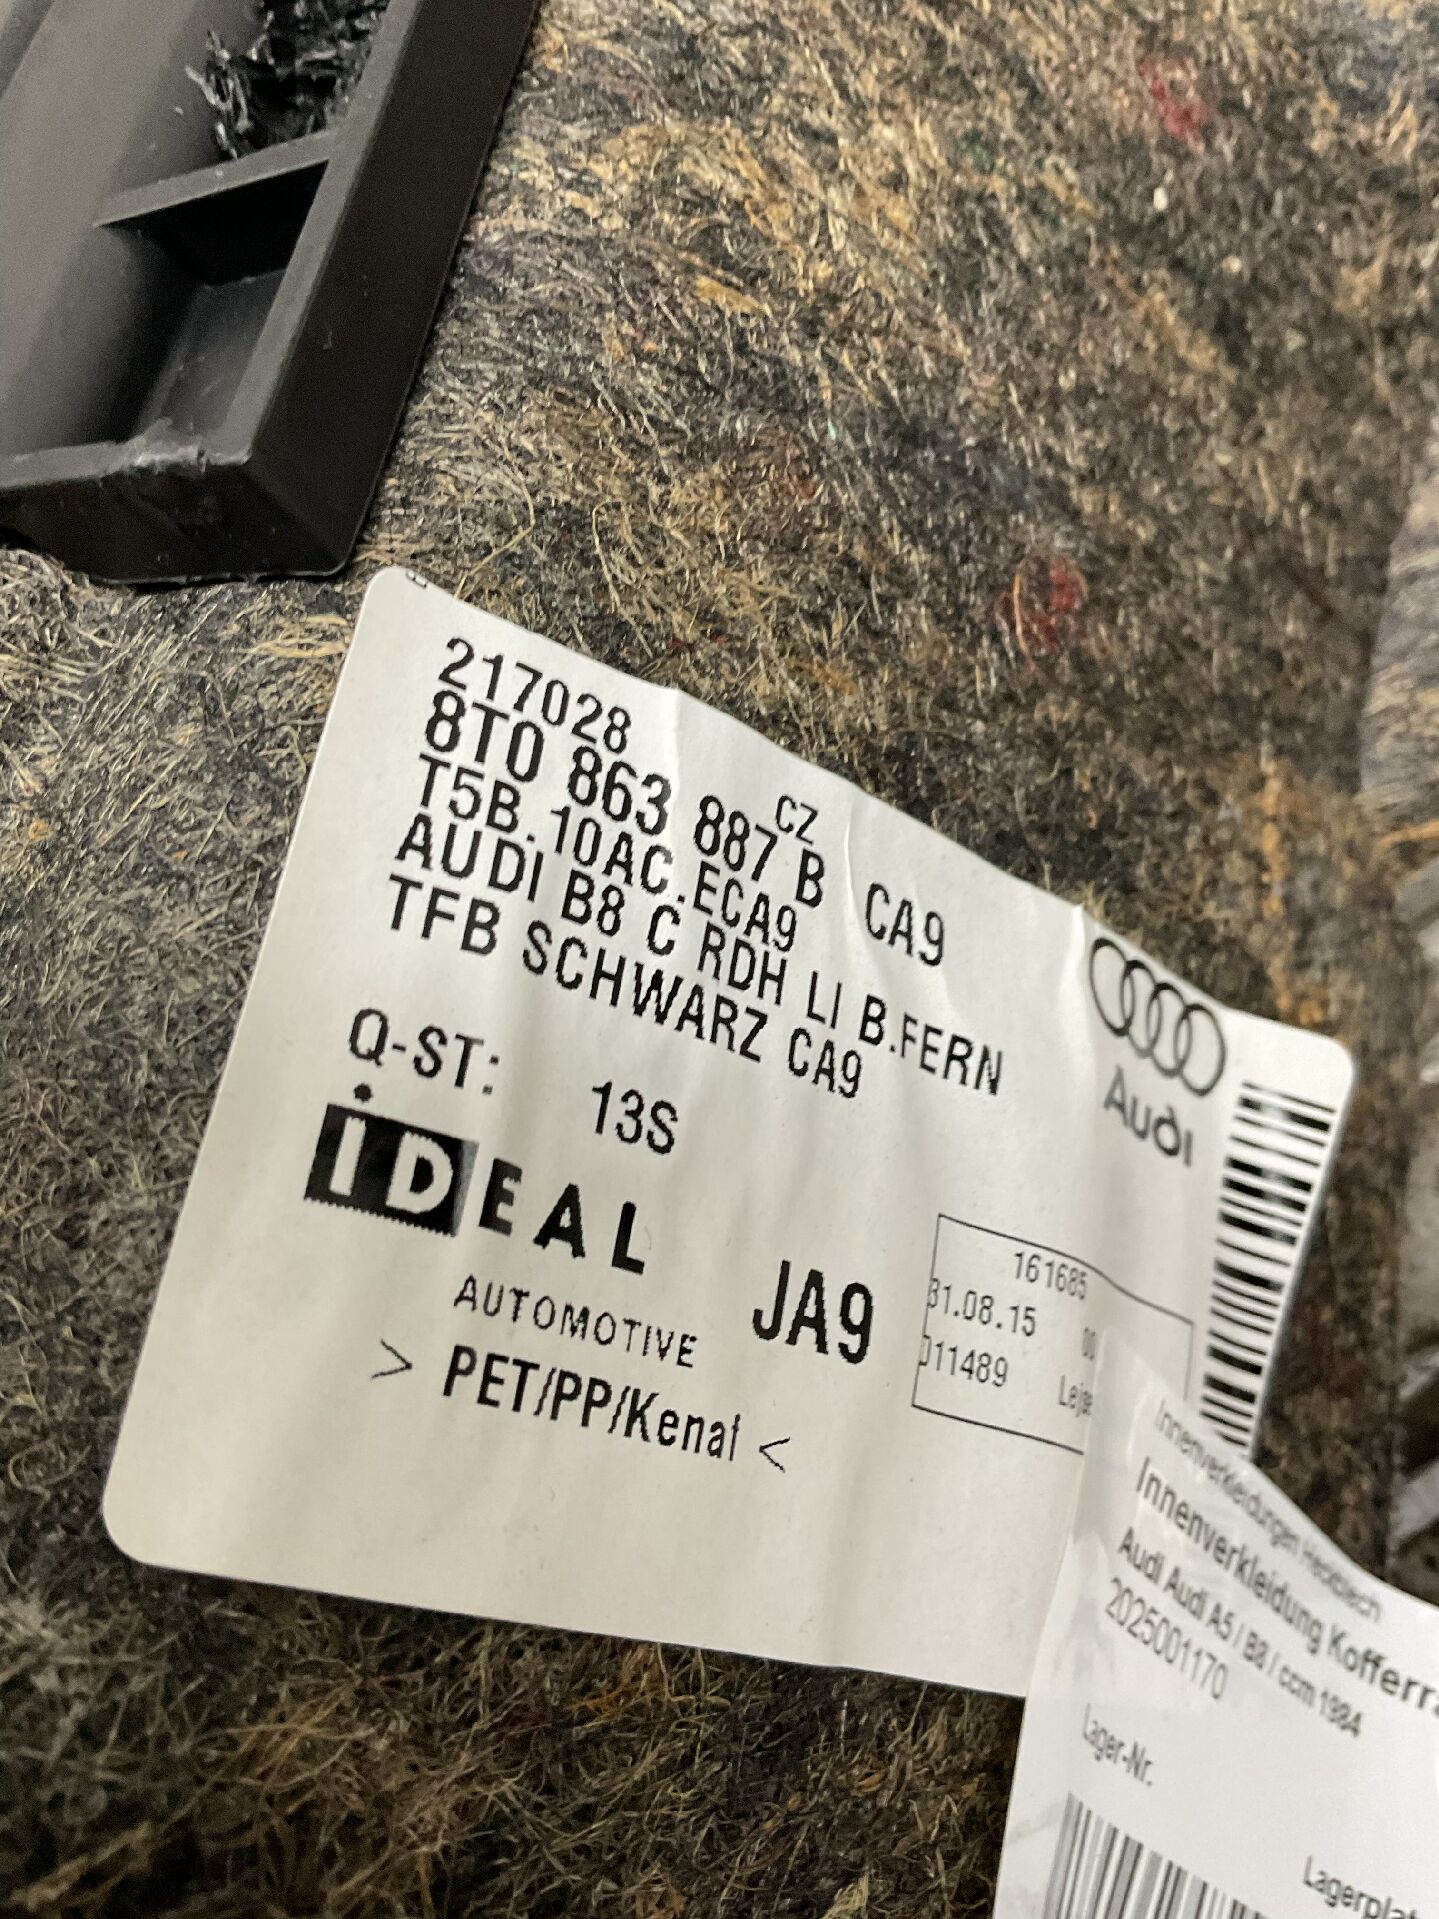 217028
CZ
8T0 863 887 B CA9
T5B.10AC.ECA9
AUDI B8 C RDH LI B.FERN
TFB SCHWARZ CA9
Audi
Q-ST: 13S
iDEAL
AUTOMOTIVE
JA9
> PET/PP/Kenaf <
161685
31.08.15 00
011489
Innenverkleidungen Heckblech
Innenverkleidung
Audi Audi A5 / B8 / ccm 1984
2025001170
Lager-Nr.